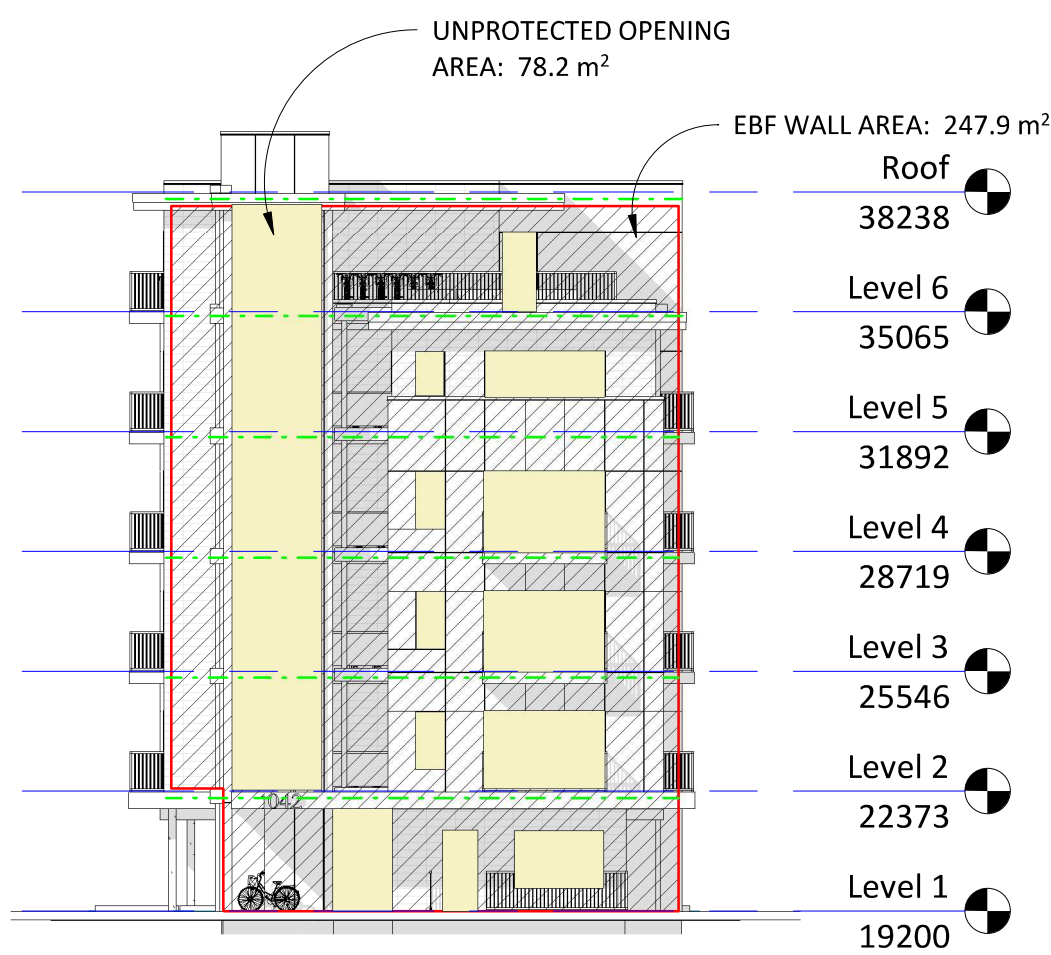 UNPROTECTED OPENING
AREA: 78.2 m²
EBF WALL AREA: 247.9 m²
Roof
38238
Level 6
35065
Level 5
31892
Level 4
28719
Level 3
25546
Level 2
22373
1042
Level 1
19200